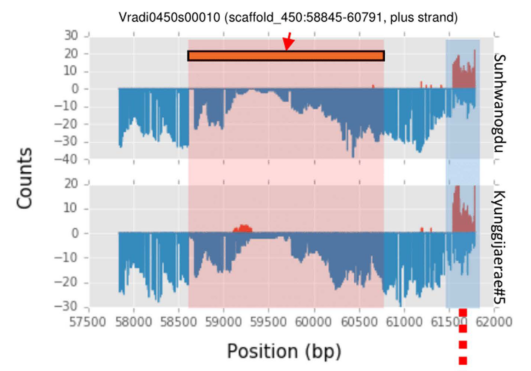 Vradi0450s00010 (scaffold_450:58845-60791, plus strand)
30
20
10
0
−10
−20
−30
−40
Sunhwanogdu
Counts
20
10
0
−10
−20
−30
Kyunggijaerae#5
57500 58000 58500 59000 59500 60000 60500 61000 61500 62000
Position (bp)